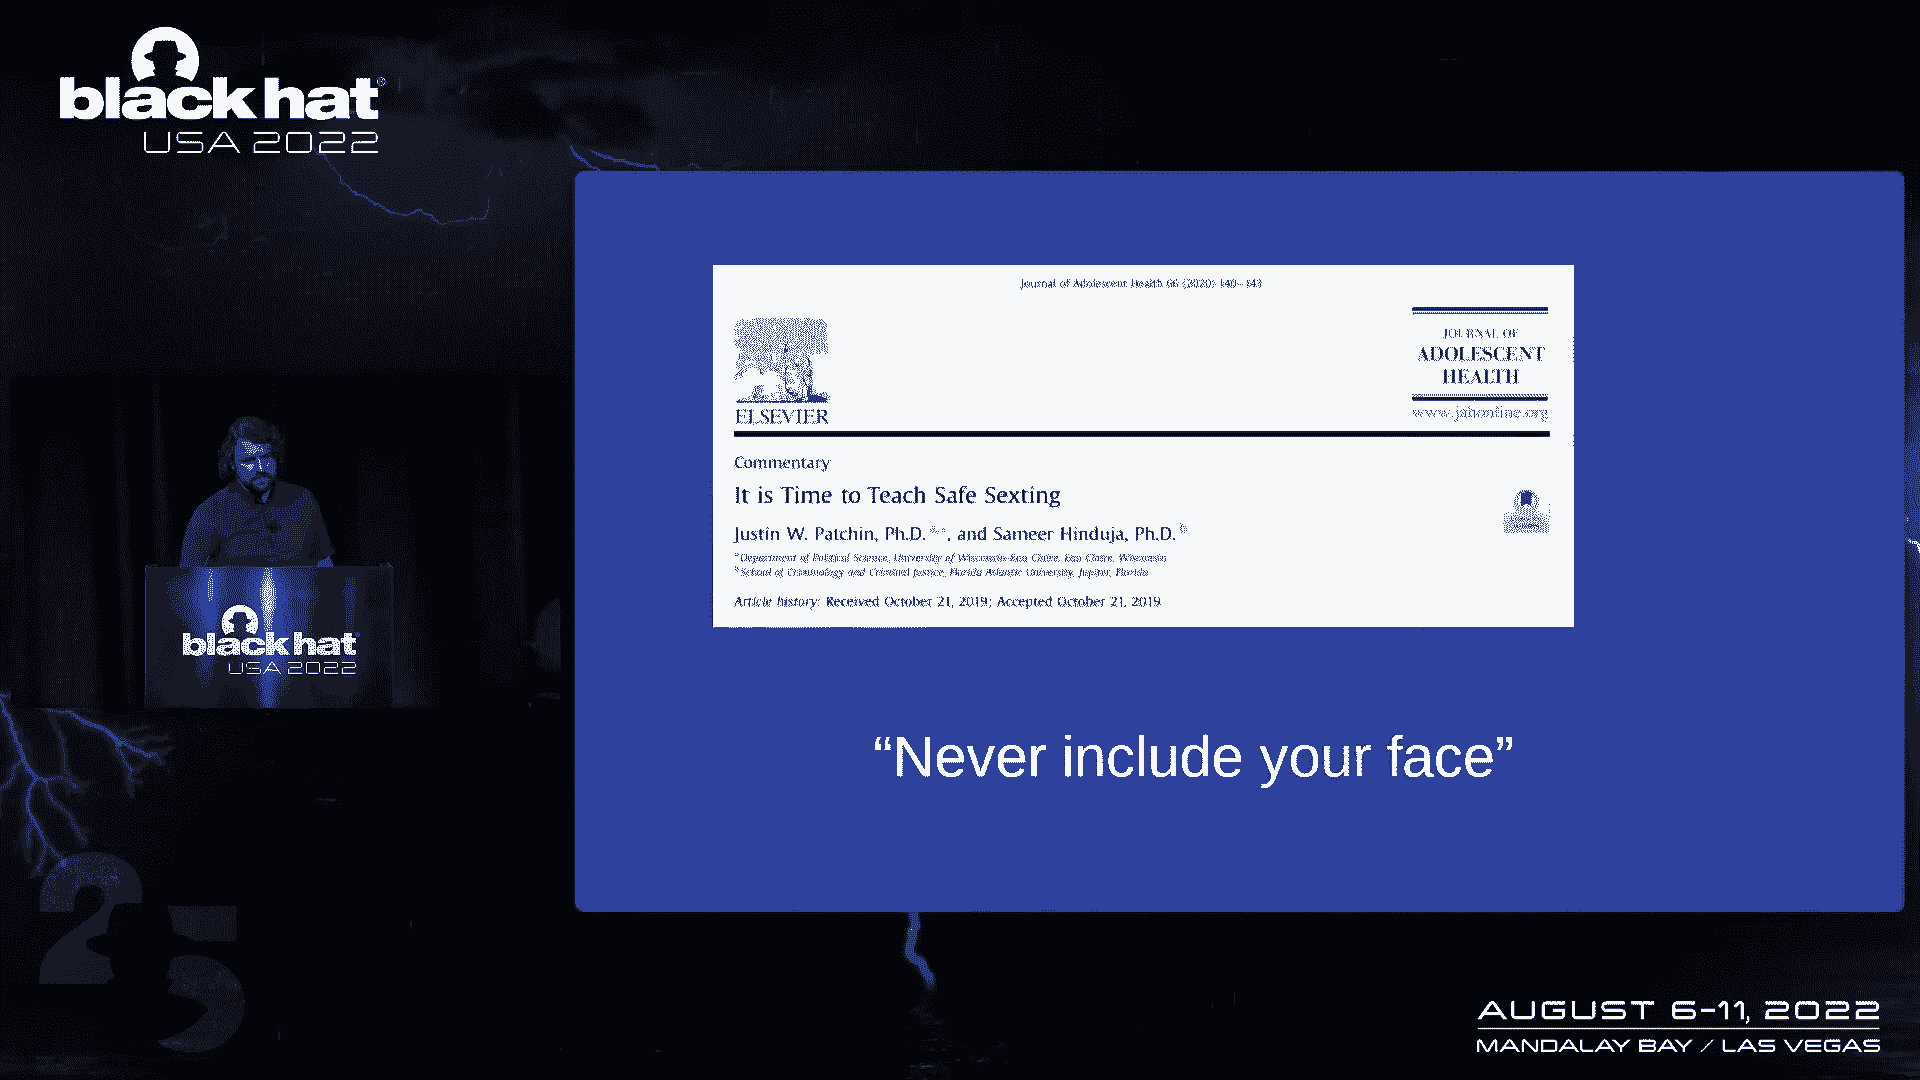 black hat®
USA 2022
Journal of Adolescent Health 66 (2020) 140–143
ELSEVIER
JOURNAL OF
ADOLESCENT
HEALTH
www.jahonline.org
Commentary
It is Time to Teach Safe Sexting
Justin W. Patchin, Ph.D. a,*, and Sameer Hinduja, Ph.D. b
a Department of Political Science, University of Wisconsin-Eau Claire, Eau Claire, Wisconsin
b School of Criminology and Criminal Justice, Florida Atlantic University, Jupiter, Florida
Article history: Received October 21, 2019; Accepted October 21, 2019
black hat
USA 2022
“Never include your face”
25
AUGUST 6-11, 2022
MANDALAY BAY / LAS VEGAS